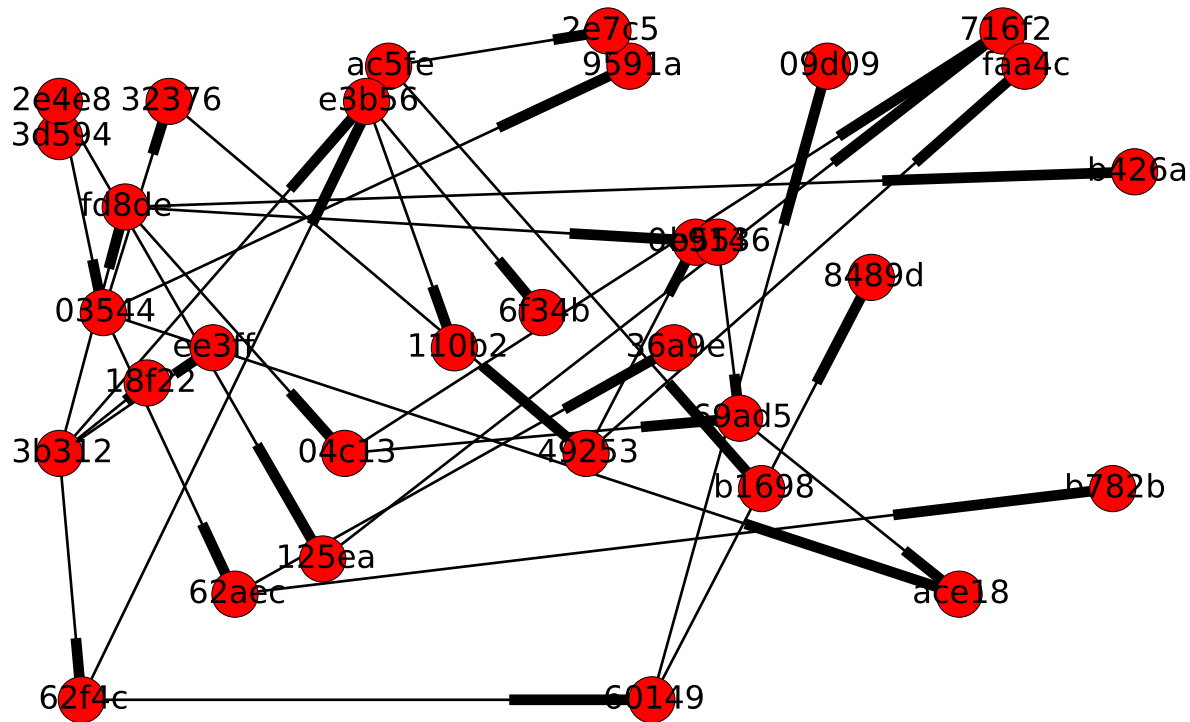 2e7c5
716f2
ac5fe
9591a
09d09
faa4c
2e4e8
32376
e3b56
3d594
b426a
fd8de
8489d
03544
6f34b
ee3ff
110b2
36a9e
18f22
69ad5
3b312
04c13
49253
b1698
b782b
125ea
62aec
ace18
62f4c
60149